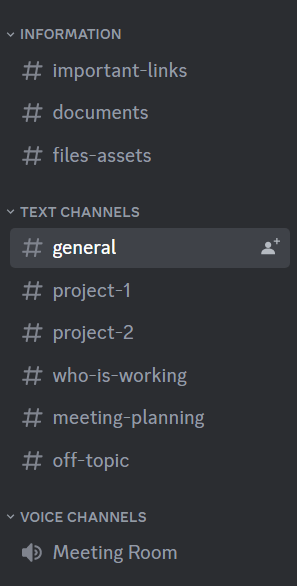 INFORMATION
important-links
documents
files-assets
TEXT CHANNELS
general
project-1
project-2
who-is-working
meeting-planning
off-topic
VOICE CHANNELS
Meeting Room